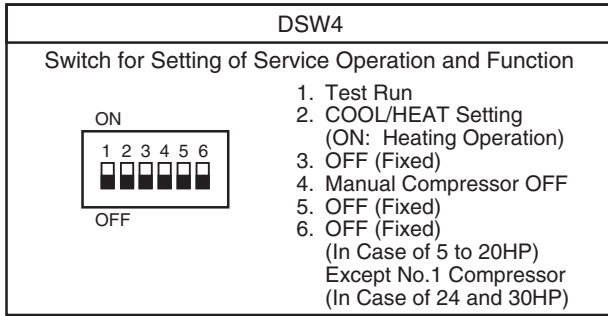 DSW4
Switch for Setting of Service Operation and Function
ON
1 2 3 4 5 6
OFF
1. Test Run
2. COOL/HEAT Setting
(ON: Heating Operation)
3. OFF (Fixed)
4. Manual Compressor OFF
5. OFF (Fixed)
6. OFF (Fixed)
(In Case of 5 to 20HP)
Except No.1 Compressor
(In Case of 24 and 30HP)